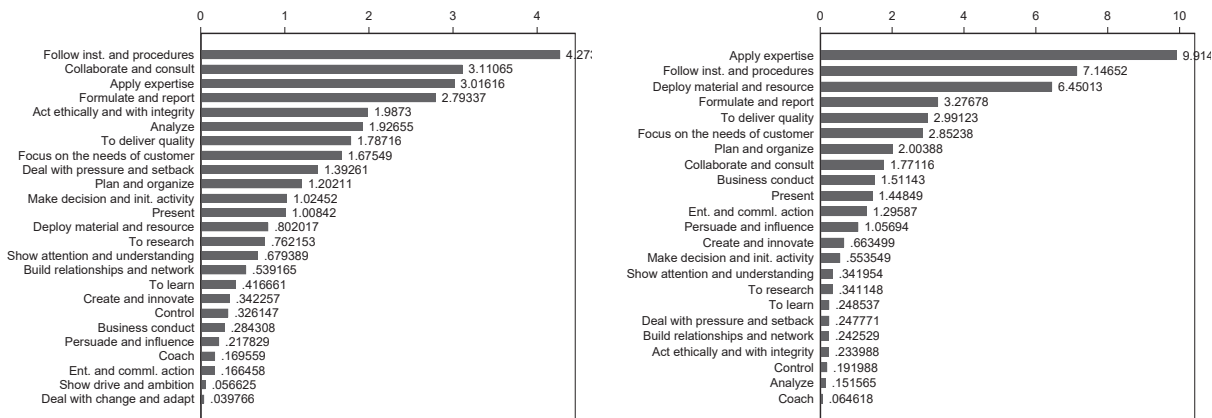 0 1 2 3 4
Follow inst. and procedures 4.273
Collaborate and consult 3.11065
Apply expertise 3.01616
Formulate and report 2.79337
Act ethically and with integrity 1.9873
Analyze 1.92655
To deliver quality 1.78716
Focus on the needs of customer 1.67549
Deal with pressure and setback 1.39261
Plan and organize 1.20211
Make decision and init. activity 1.02452
Present 1.00842
Deploy material and resource .802017
To research .762153
Show attention and understanding .679389
Build relationships and network .539165
To learn .416661
Create and innovate .342257
Control .326147
Business conduct .284308
Persuade and influence .217829
Coach .169559
Ent. and comml. action .166458
Show drive and ambition .056625
Deal with change and adapt .039766
0 2 4 6 8 10
Apply expertise 9.914
Follow inst. and procedures 7.14652
Deploy material and resource 6.45013
Formulate and report 3.27678
To deliver quality 2.99123
Focus on the needs of customer 2.85238
Plan and organize 2.00388
Collaborate and consult 1.77116
Business conduct 1.51143
Present 1.44849
Ent. and comml. action 1.29587
Persuade and influence 1.05694
Create and innovate .663499
Make decision and init. activity .553549
Show attention and understanding .341954
To research .341148
To learn .248537
Deal with pressure and setback .247771
Build relationships and network .242529
Act ethically and with integrity .233988
Control .191988
Analyze .151565
Coach .064618